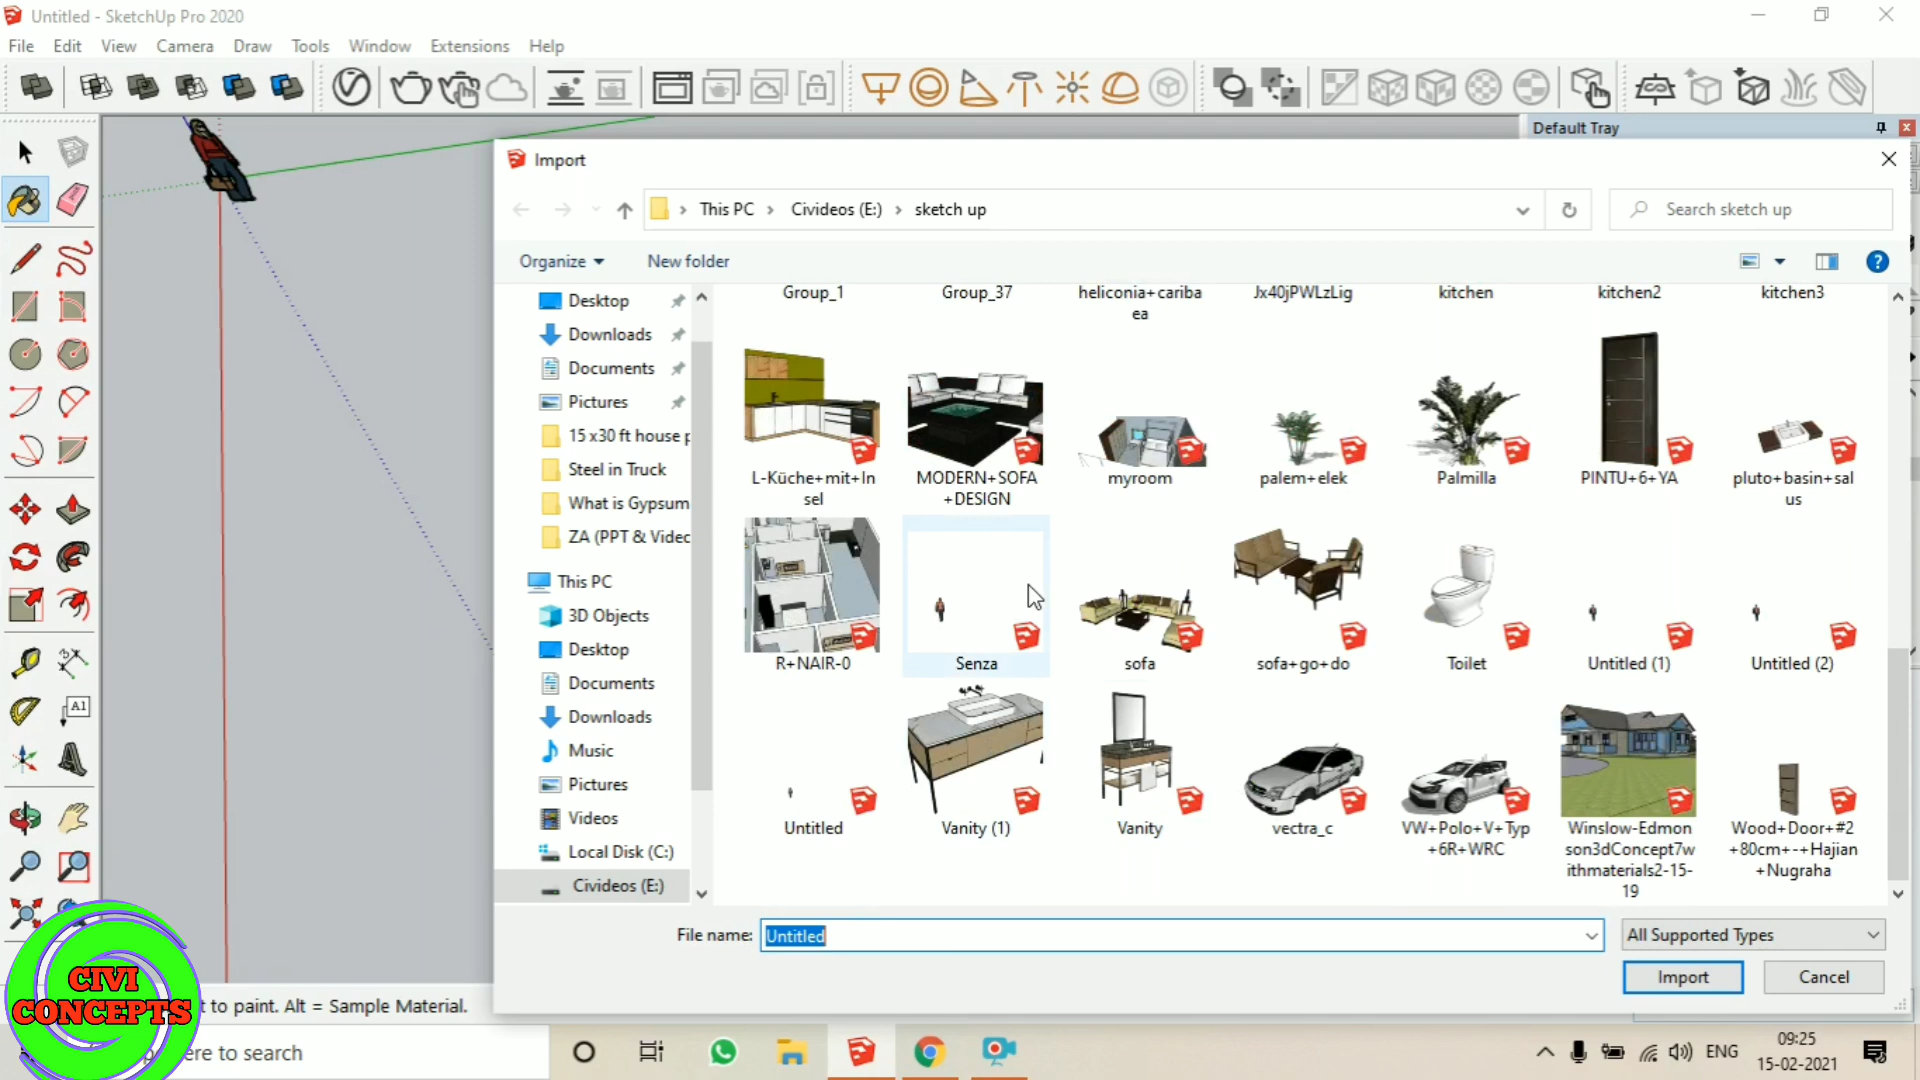 Untitled - SketchUp Pro 2020
File Edit View Camera Draw Tools Window Extensions Help
Default Tray
Import
This PC Civideos (E:) sketch up
Search sketch up
Organize New folder
Desktop
Downloads
Documents
Pictures
15 x30 ft house p
Steel in Truck
What is Gypsum
ZA (PPT & Videc
This PC
3D Objects
Desktop
Documents
Downloads
Music
Pictures
Videos
Local Disk (C:)
Civideos (E:)
Group_1
Group_37
heliconia+cariba
ea
Jx40jPWLzLig
kitchen
kitchen2
kitchen3
L-Küche+mit+In
sel
MODERN+SOFA
+DESIGN
myroom
palem+elek
Palmilla
PINTU+6+YA
pluto+basin+sal
us
R+NAIR-0
Senza
sofa
sofa+go+do
Toilet
Untitled (1)
Untitled (2)
Untitled
Vanity (1)
Vanity
vectra_c
VW+Polo+V+Typ
+6R+WRC
Winslow-Edmon
son3dConcept7w
ithmaterials2-15-
19
Wood+Door+#2
+80cm+-+Hajian
+Nugraha
File name: Untitled
All Supported Types
Import Cancel
A1
A
CIVI
CONCEPTS
t to paint. Alt = Sample Material.
ere to search
ENG
09:25
15-02-2021